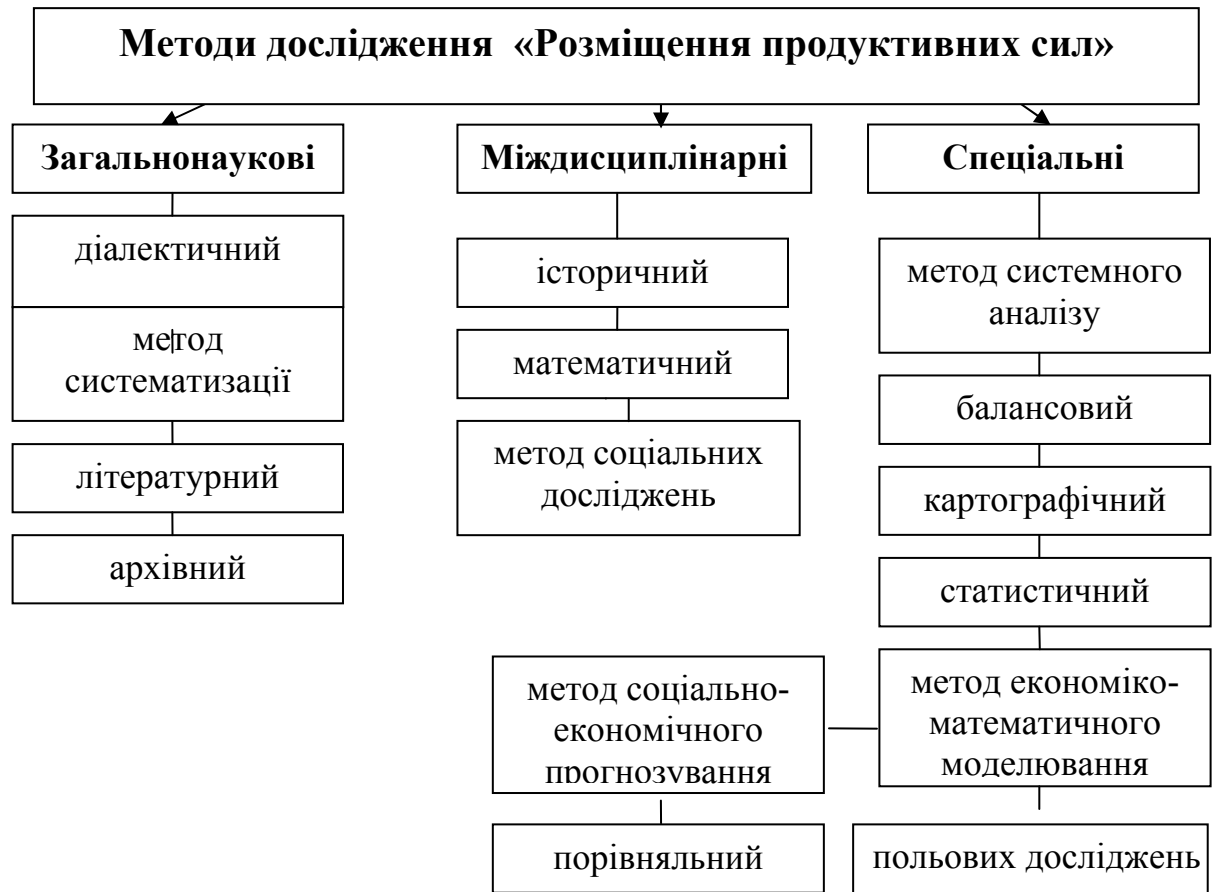 Методи дослідження «Розміщення продуктивних сил»
Загальнонаукові
діалектичний
метод
систематизації
літературний
архівний
Міждисциплінарні
історичний
математичний
метод соціальних
досліджень
Спеціальні
метод системного
аналізу
балансовий
картографічний
статистичний
метод економіко-
математичного
моделювання
метод соціально-
економічного
прогнозування
порівняльний
польових досліджень